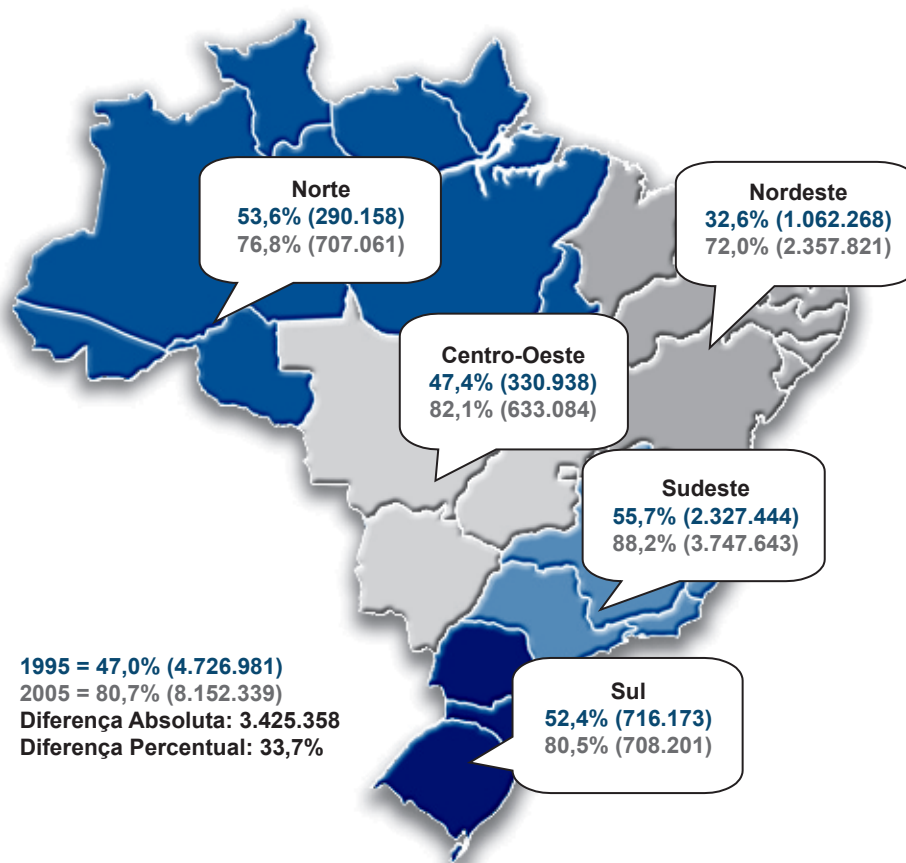 Norte
53,6% (290.158)
76,8% (707.061)
Nordeste
32,6% (1.062.268)
72,0% (2.357.821)
Centro-Oeste
47,4% (330.938)
82,1% (633.084)
Sudeste
55,7% (2.327.444)
88,2% (3.747.643)
Sul
52,4% (716.173)
80,5% (708.201)
1995 = 47,0% (4.726.981)
2005 = 80,7% (8.152.339)
Diferença Absoluta: 3.425.358
Diferença Percentual: 33,7%